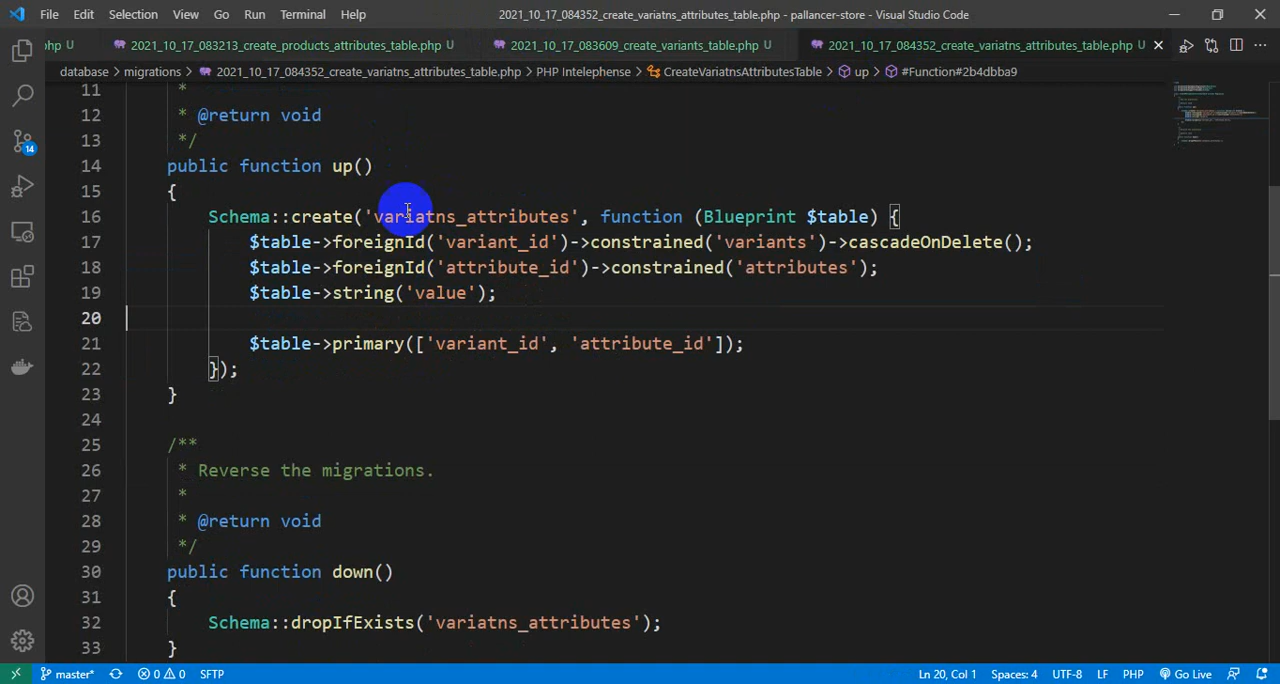 File Edit Selection View Go Run Terminal Help 2021_10_17_084352_create_variatns_attributes_table.php - pallancer-store - Visual Studio Code
php U 2021_10_17_083213_create_products_attributes_table.php U 2021_10_17_083609_create_variants_table.php U 2021_10_17_084352_create_variatns_attributes_table.php U
database > migrations > 2021_10_17_084352_create_variatns_attributes_table.php > PHP Intelephense > CreateVariatnsAttributesTable > up > #Function#2b4dbba9
11 *
12 * @return void
13 */
14 public function up()
15 {
16 Schema::create('variatns_attributes', function (Blueprint $table) {
17 $table->foreignId('variant_id')->constrained('variants')->cascadeOnDelete();
18 $table->foreignId('attribute_id')->constrained('attributes');
19 $table->string('value');
20
21 $table->primary(['variant_id', 'attribute_id']);
22 });
23 }
24
25 /**
26 * Reverse the migrations.
27 *
28 * @return void
29 */
30 public function down()
31 {
32 Schema::dropIfExists('variatns_attributes');
33 }
14
master* 0 0 SFTP Ln 20, Col 1 Spaces: 4 UTF-8 LF PHP Go Live